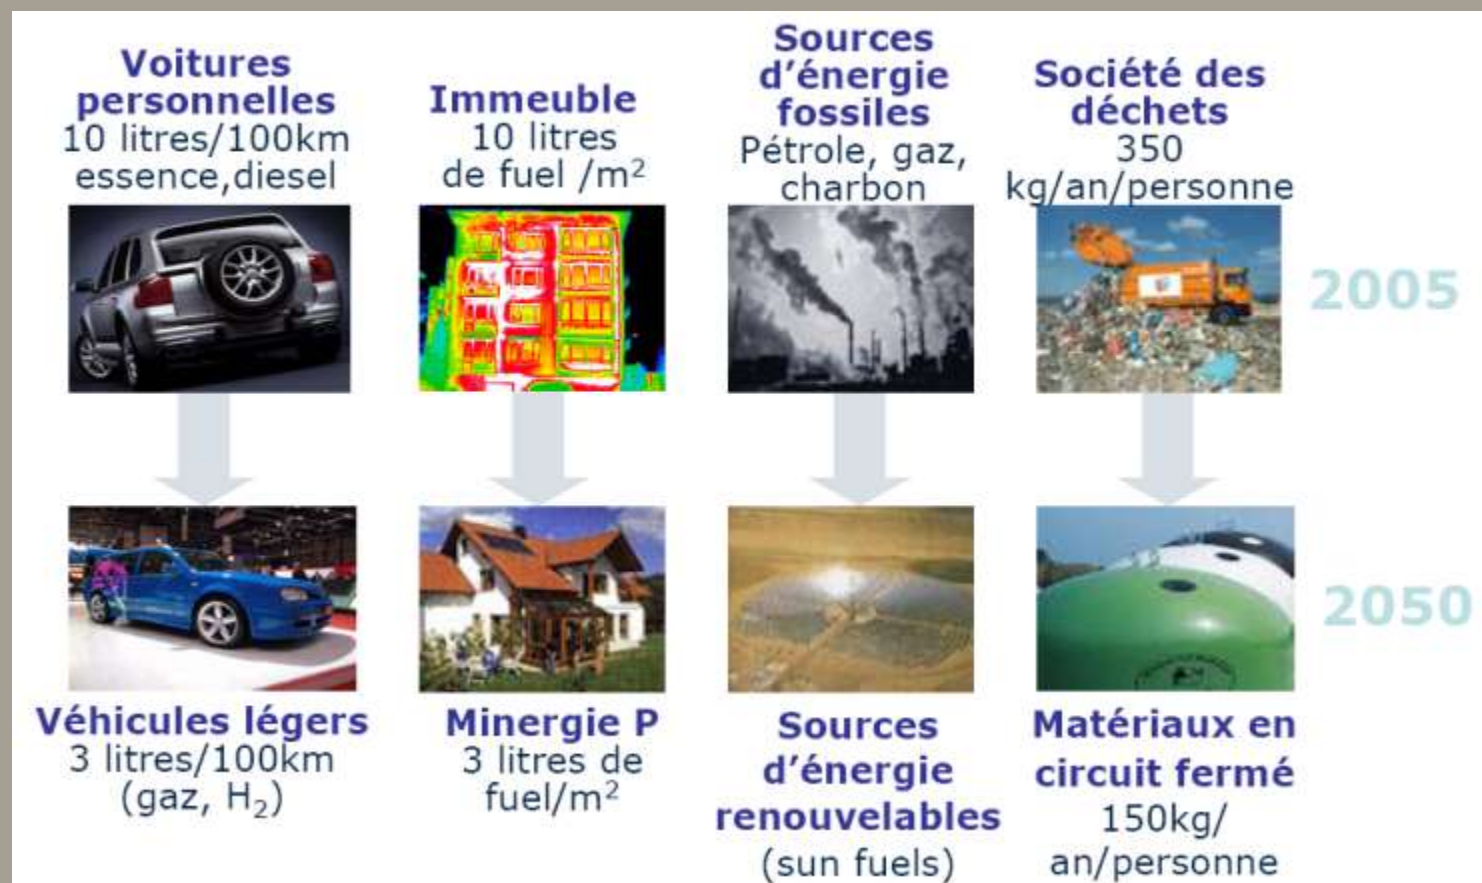 Voitures
personnelles
10 litres/100km
essence,diesel
Immeuble
10 litres
de fuel /m²
Sources
d'énergie
fossiles
Pétrole, gaz,
charbon
Société des
déchets
350
kg/an/personne
2005
2050
Véhicules légers
3 litres/100km
(gaz, H₂)
Minergie P
3 litres de
fuel/m²
Sources
d'énergie
renouvelables
(sun fuels)
Matériaux en
circuit fermé
150kg/
an/personne